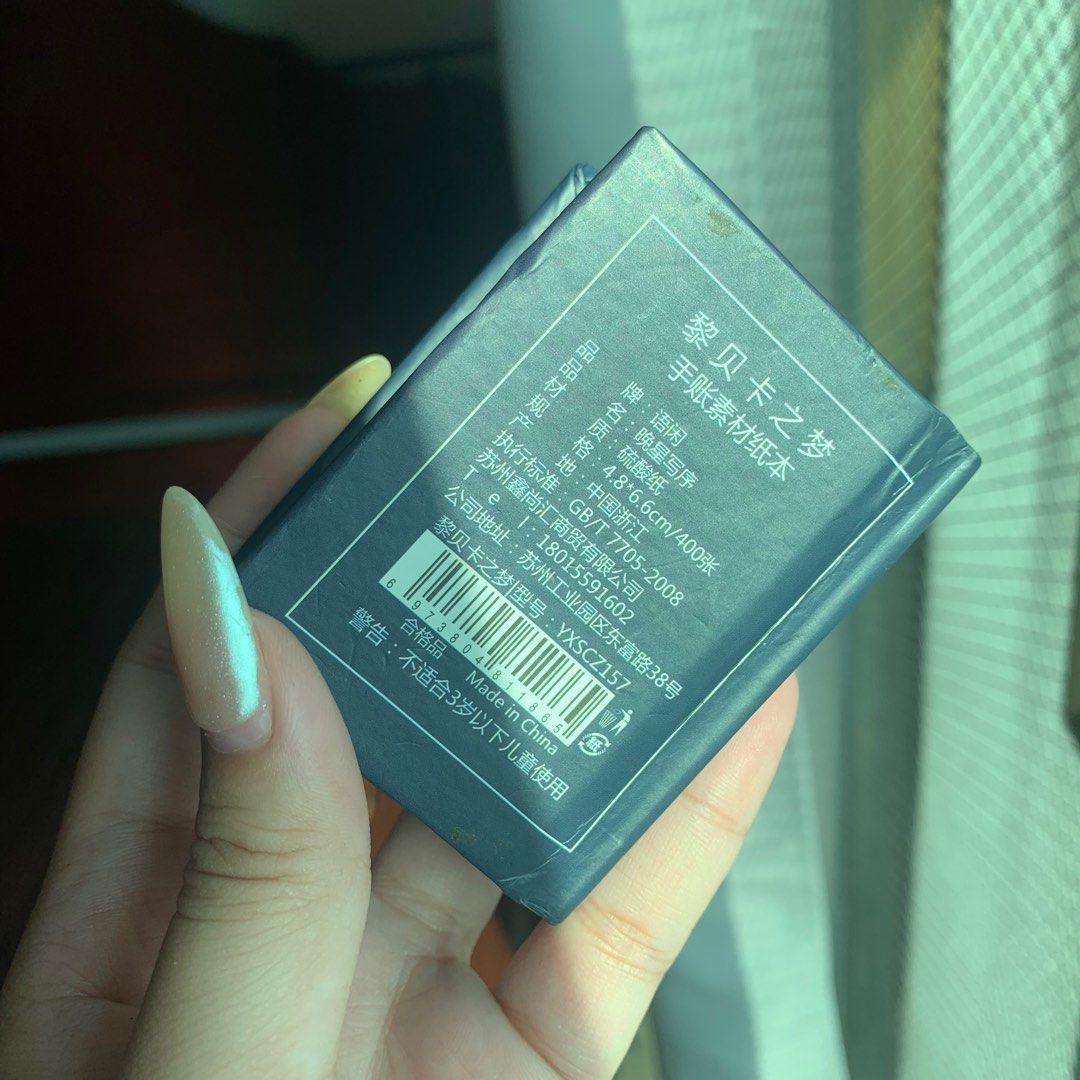 黎贝卡之梦
手账素材纸本
品牌：语闲
品名：晚星写序
材质：硫酸纸
规格：4.8*6.6cm/400张
产地：中国浙江
执行标准：GB/T7705-2008
苏州鑫尚汇商贸有限公司
Tel：18015591602
公司地址：苏州工业园区东富路38号
黎贝卡之梦|型号：YXSCZ157
6973804811865
合格品 Made in China
警告：不适合3岁以下儿童使用
紙